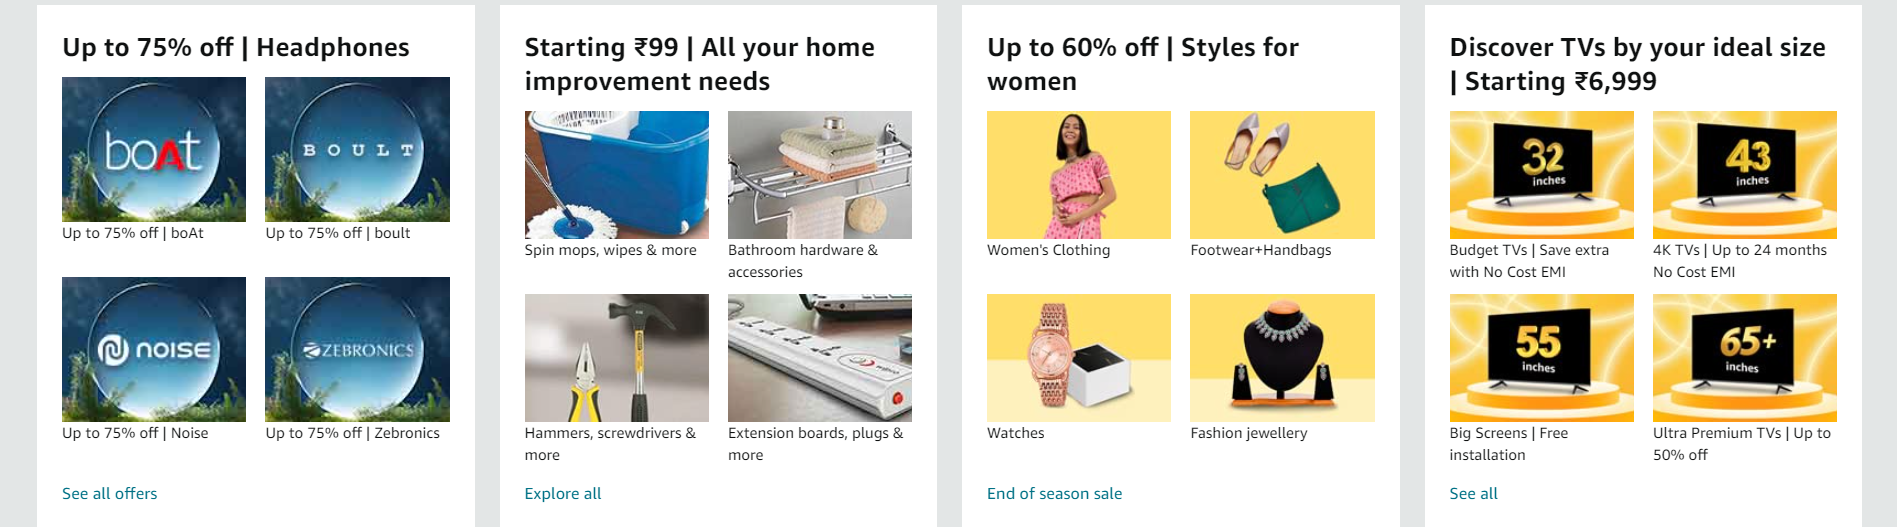 Up to 75% off | Headphones
boAt
BOULT
Up to 75% off | boAt
Up to 75% off | boult
NOISE
ZEBRONICS
Up to 75% off | Noise
Up to 75% off | Zebronics
See all offers
Starting ₹99 | All your home
improvement needs
Spin mops, wipes & more
Bathroom hardware &
accessories
wipro
Hammers, screwdrivers &
more
Extension boards, plugs &
more
Explore all
Up to 60% off | Styles for
women
Women's Clothing
Footwear+Handbags
Watches
Fashion jewellery
End of season sale
Discover TVs by your ideal size
| Starting ₹6,999
32
inches
43
inches
Budget TVs | Save extra
with No Cost EMI
4K TVs | Up to 24 months
No Cost EMI
55
inches
65+
inches
Big Screens | Free
installation
Ultra Premium TVs | Up to
50% off
See all